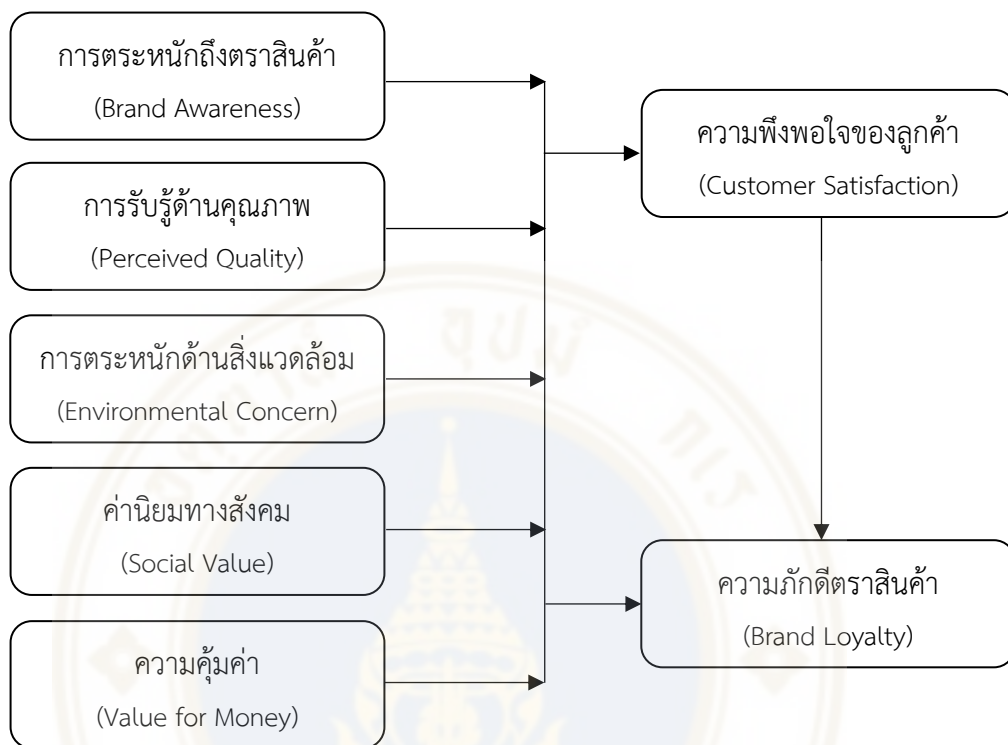 การตระหนักถึงตราสินค้า
(Brand Awareness)
การรับรู้ด้านคุณภาพ
(Perceived Quality)
การตระหนักด้านสิ่งแวดล้อม
(Environmental Concern)
ค่านิยมทางสังคม
(Social Value)
ความคุ้มค่า
(Value for Money)
ความพึงพอใจของลูกค้า
(Customer Satisfaction)
ความภักดีตราสินค้า
(Brand Loyalty)